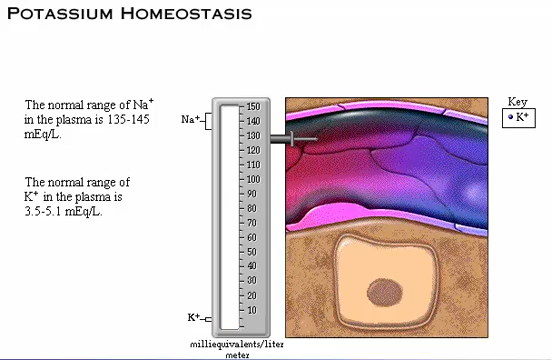 Potassium Homeostasis
The normal range of Na+
in the plasma is 135-145
mEq/L.
The normal range of
K+ in the plasma is
3.5-5.1 mEq/L.
Na+
K+
150
140
130
120
110
100
90
80
70
60
50
40
30
20
10
milliequivalents/liter
meter
Key
K+